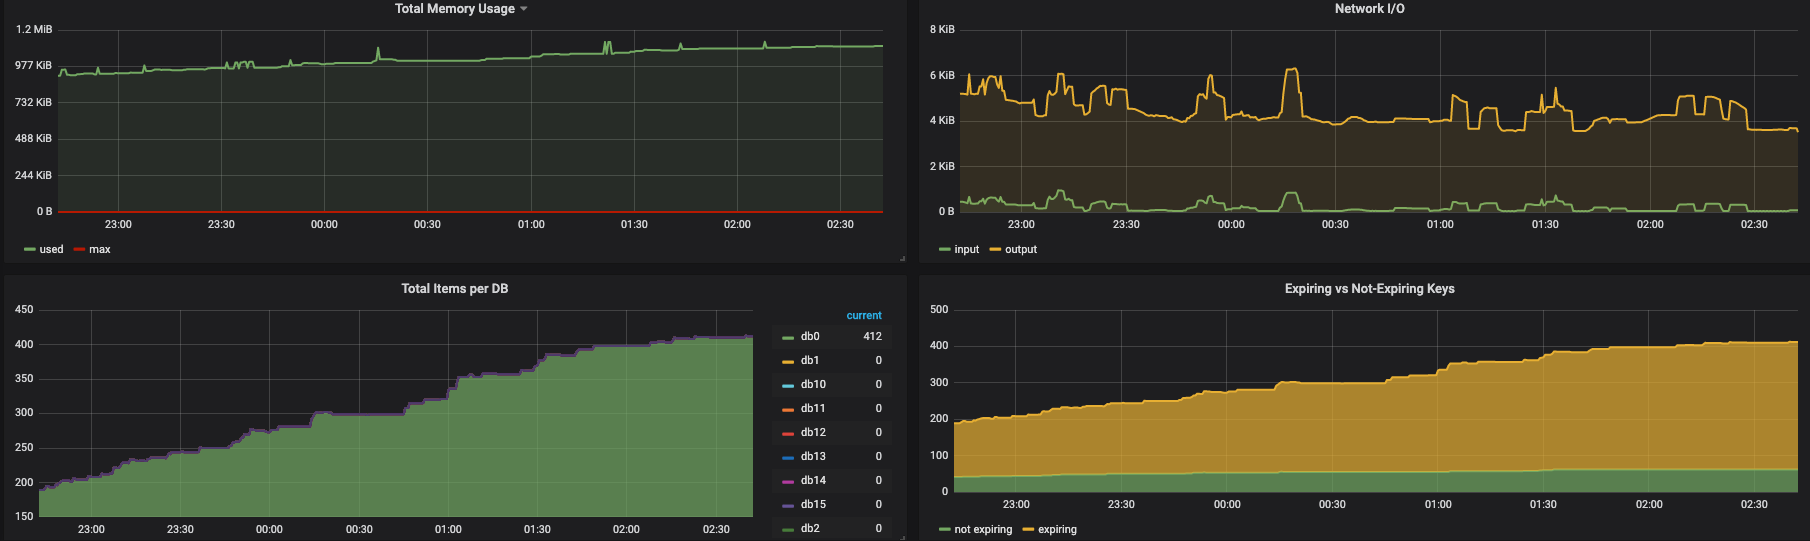 Total Memory Usage
1.2 MiB
977 KiB
732 KiB
488 KiB
244 KiB
0 B
23:00 23:30 00:00 00:30 01:00 01:30 02:00 02:30
used max
Network I/O
8 KiB
6 KiB
4 KiB
2 KiB
0 B
23:00 23:30 00:00 00:30 01:00 01:30 02:00 02:30
input output
Total Items per DB
450
400
350
300
250
200
150
23:00 23:30 00:00 00:30 01:00 01:30 02:00 02:30
current
db0 412
db1 0
db10 0
db11 0
db12 0
db13 0
db14 0
db15 0
db2 0
Expiring vs Not-Expiring Keys
500
400
300
200
100
0
23:00 23:30 00:00 00:30 01:00 01:30 02:00 02:30
not expiring expiring